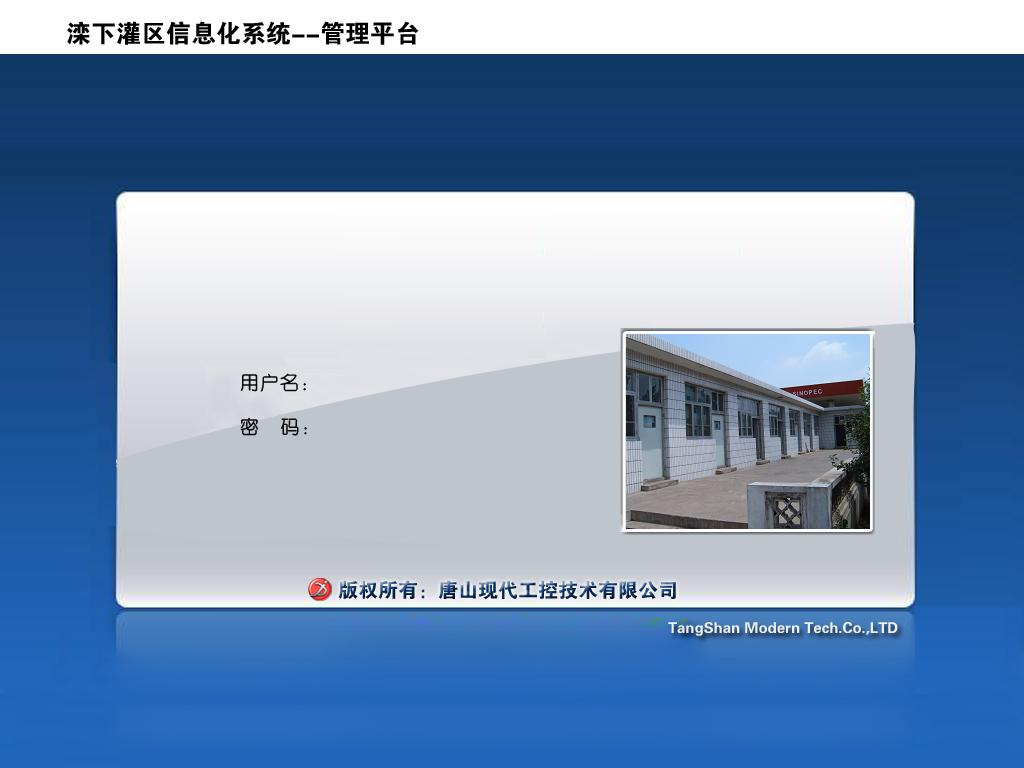 滦下灌区信息化系统--管理平台
SINOPEC
用户名：
密　码：
版权所有：唐山现代工控技术有限公司
TangShan Modern Tech.Co.,LTD